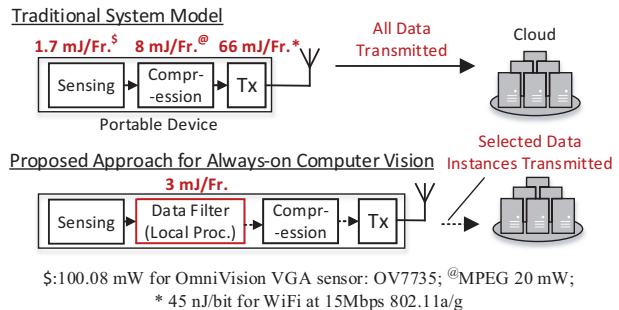 Traditional System Model
1.7 mJ/Fr.$ 8 mJ/Fr.@ 66 mJ/Fr.*
All Data
Transmitted
Cloud
Sensing
Compr-
-ession
Tx
Portable Device
Proposed Approach for Always-on Computer Vision
Selected Data
Instances Transmitted
3 mJ/Fr.
Sensing
Data Filter
(Local Proc.)
Compr-
-ession
Tx
$:100.08 mW for OmniVision VGA sensor: OV7735; @MPEG 20 mW;
* 45 nJ/bit for WiFi at 15Mbps 802.11a/g